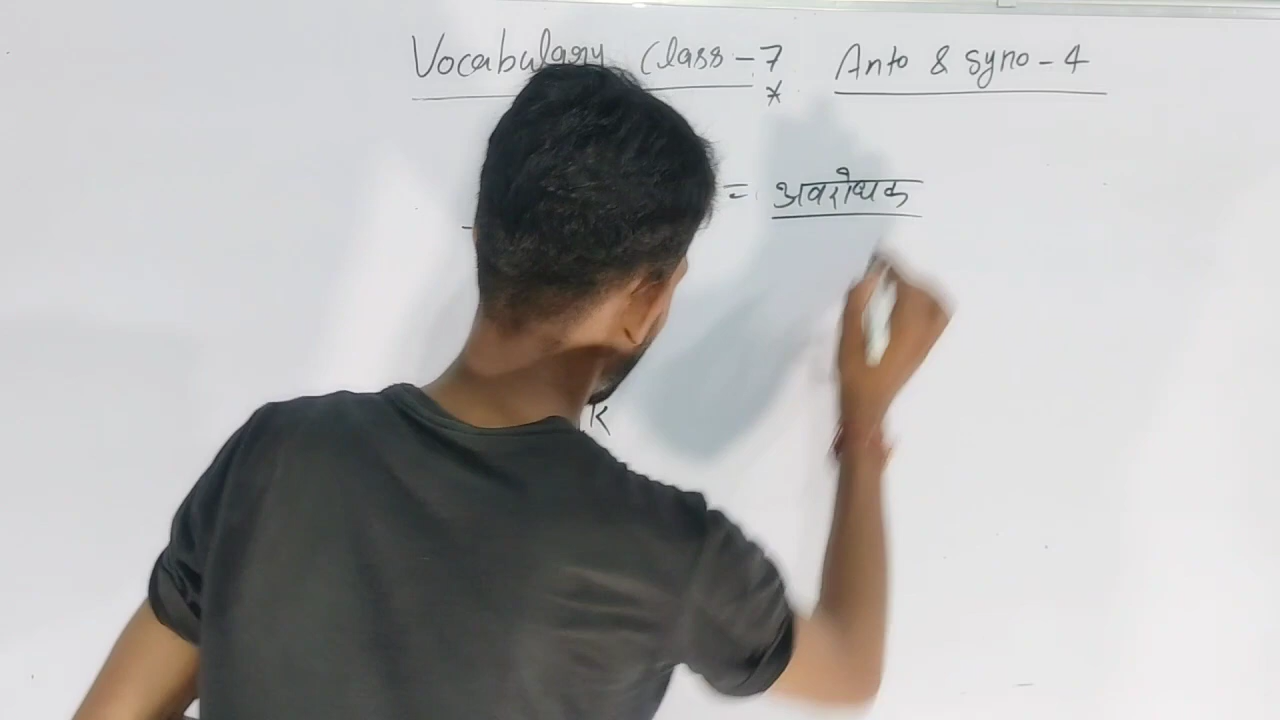 Vocabulary Class-7 Anto & Syno-4
*
= अवरोधक
K